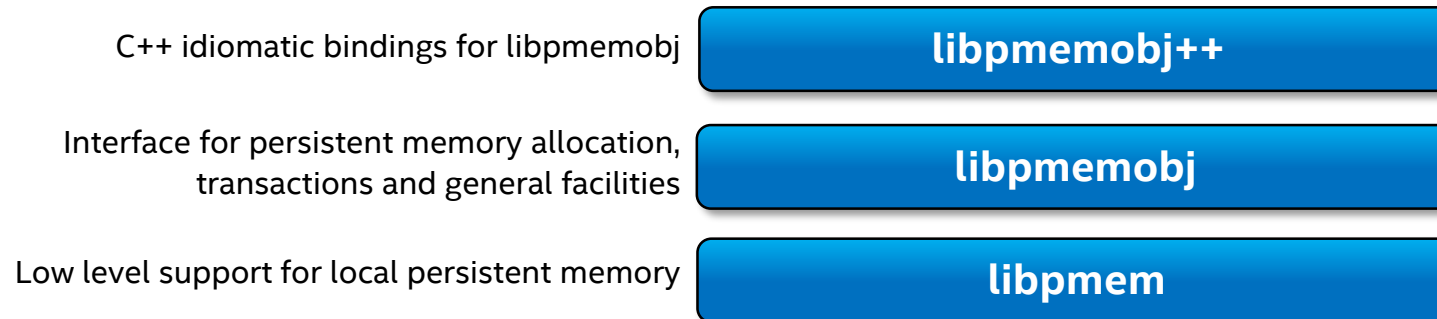 C++ idiomatic bindings for libpmemobj
libpmemobj++
Interface for persistent memory allocation,
transactions and general facilities
libpmemobj
Low level support for local persistent memory
libpmem